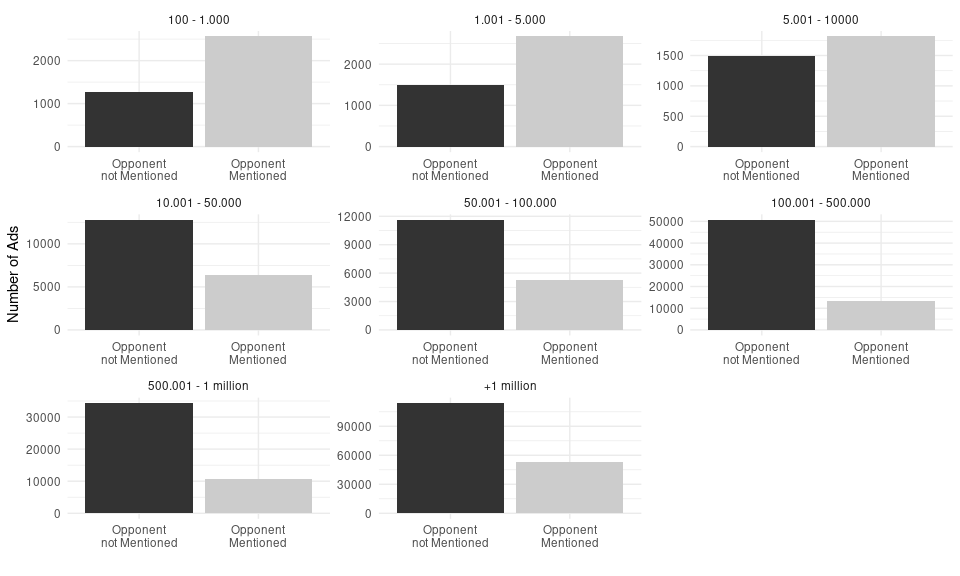 100 - 1.000
1.001 - 5.000
5.001 - 10000
2000
1000
0
2000
1000
0
1500
1000
500
0
Opponent
not Mentioned
Opponent
Mentioned
Opponent
not Mentioned
Opponent
Mentioned
Opponent
not Mentioned
Opponent
Mentioned
Number of Ads
10.001 - 50.000
50.001 - 100.000
100.001 - 500.000
10000
5000
0
12000
9000
6000
3000
0
50000
40000
30000
20000
10000
0
Opponent
not Mentioned
Opponent
Mentioned
Opponent
not Mentioned
Opponent
Mentioned
Opponent
not Mentioned
Opponent
Mentioned
500.001 - 1 million
+1 million
30000
20000
10000
0
90000
60000
30000
0
Opponent
not Mentioned
Opponent
Mentioned
Opponent
not Mentioned
Opponent
Mentioned